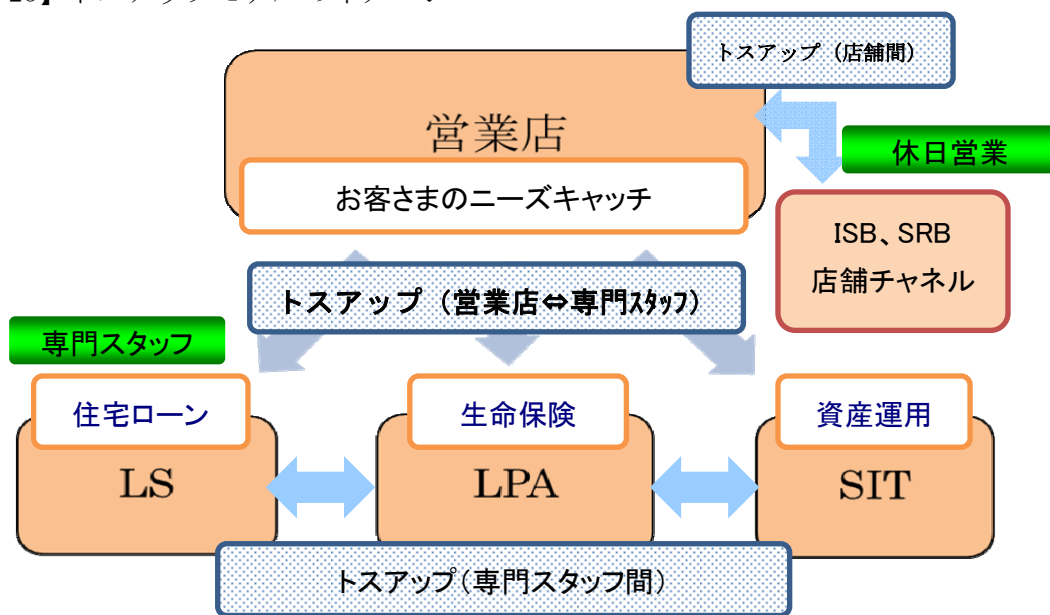 トスアップ（店舗間）
営業店
休日営業
お客さまのニーズキャッチ
ISB、SRB
店舗チャネル
トスアップ（営業店⇔専門ｽﾀｯﾌ）
専門スタッフ
住宅ローン
生命保険
資産運用
LS
LPA
SIT
トスアップ（専門スタッフ間）